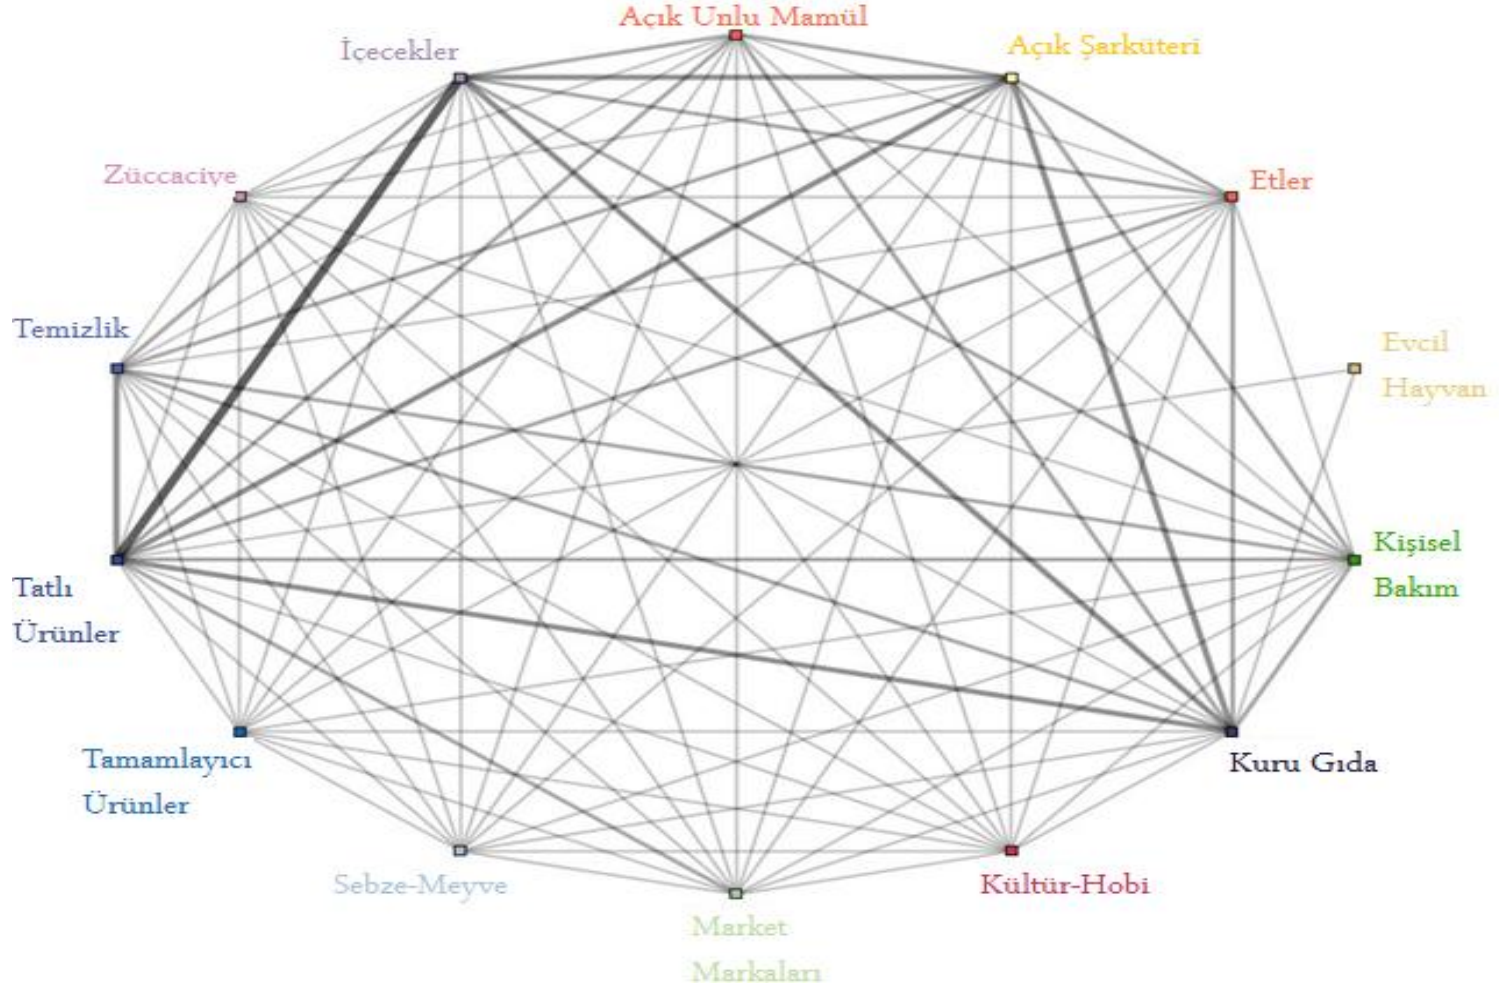 Açık Unlu Mamül
İçecekler
Açık Şarküteri
Züccaciye
Etler
Temizlik
Evcil
Hayvan
Kişisel
Bakım
Tatlı
Ürünler
Tamamlayıcı
Ürünler
Kuru Gıda
Sebze-Meyve
Kültür-Hobi
Market
Markaları